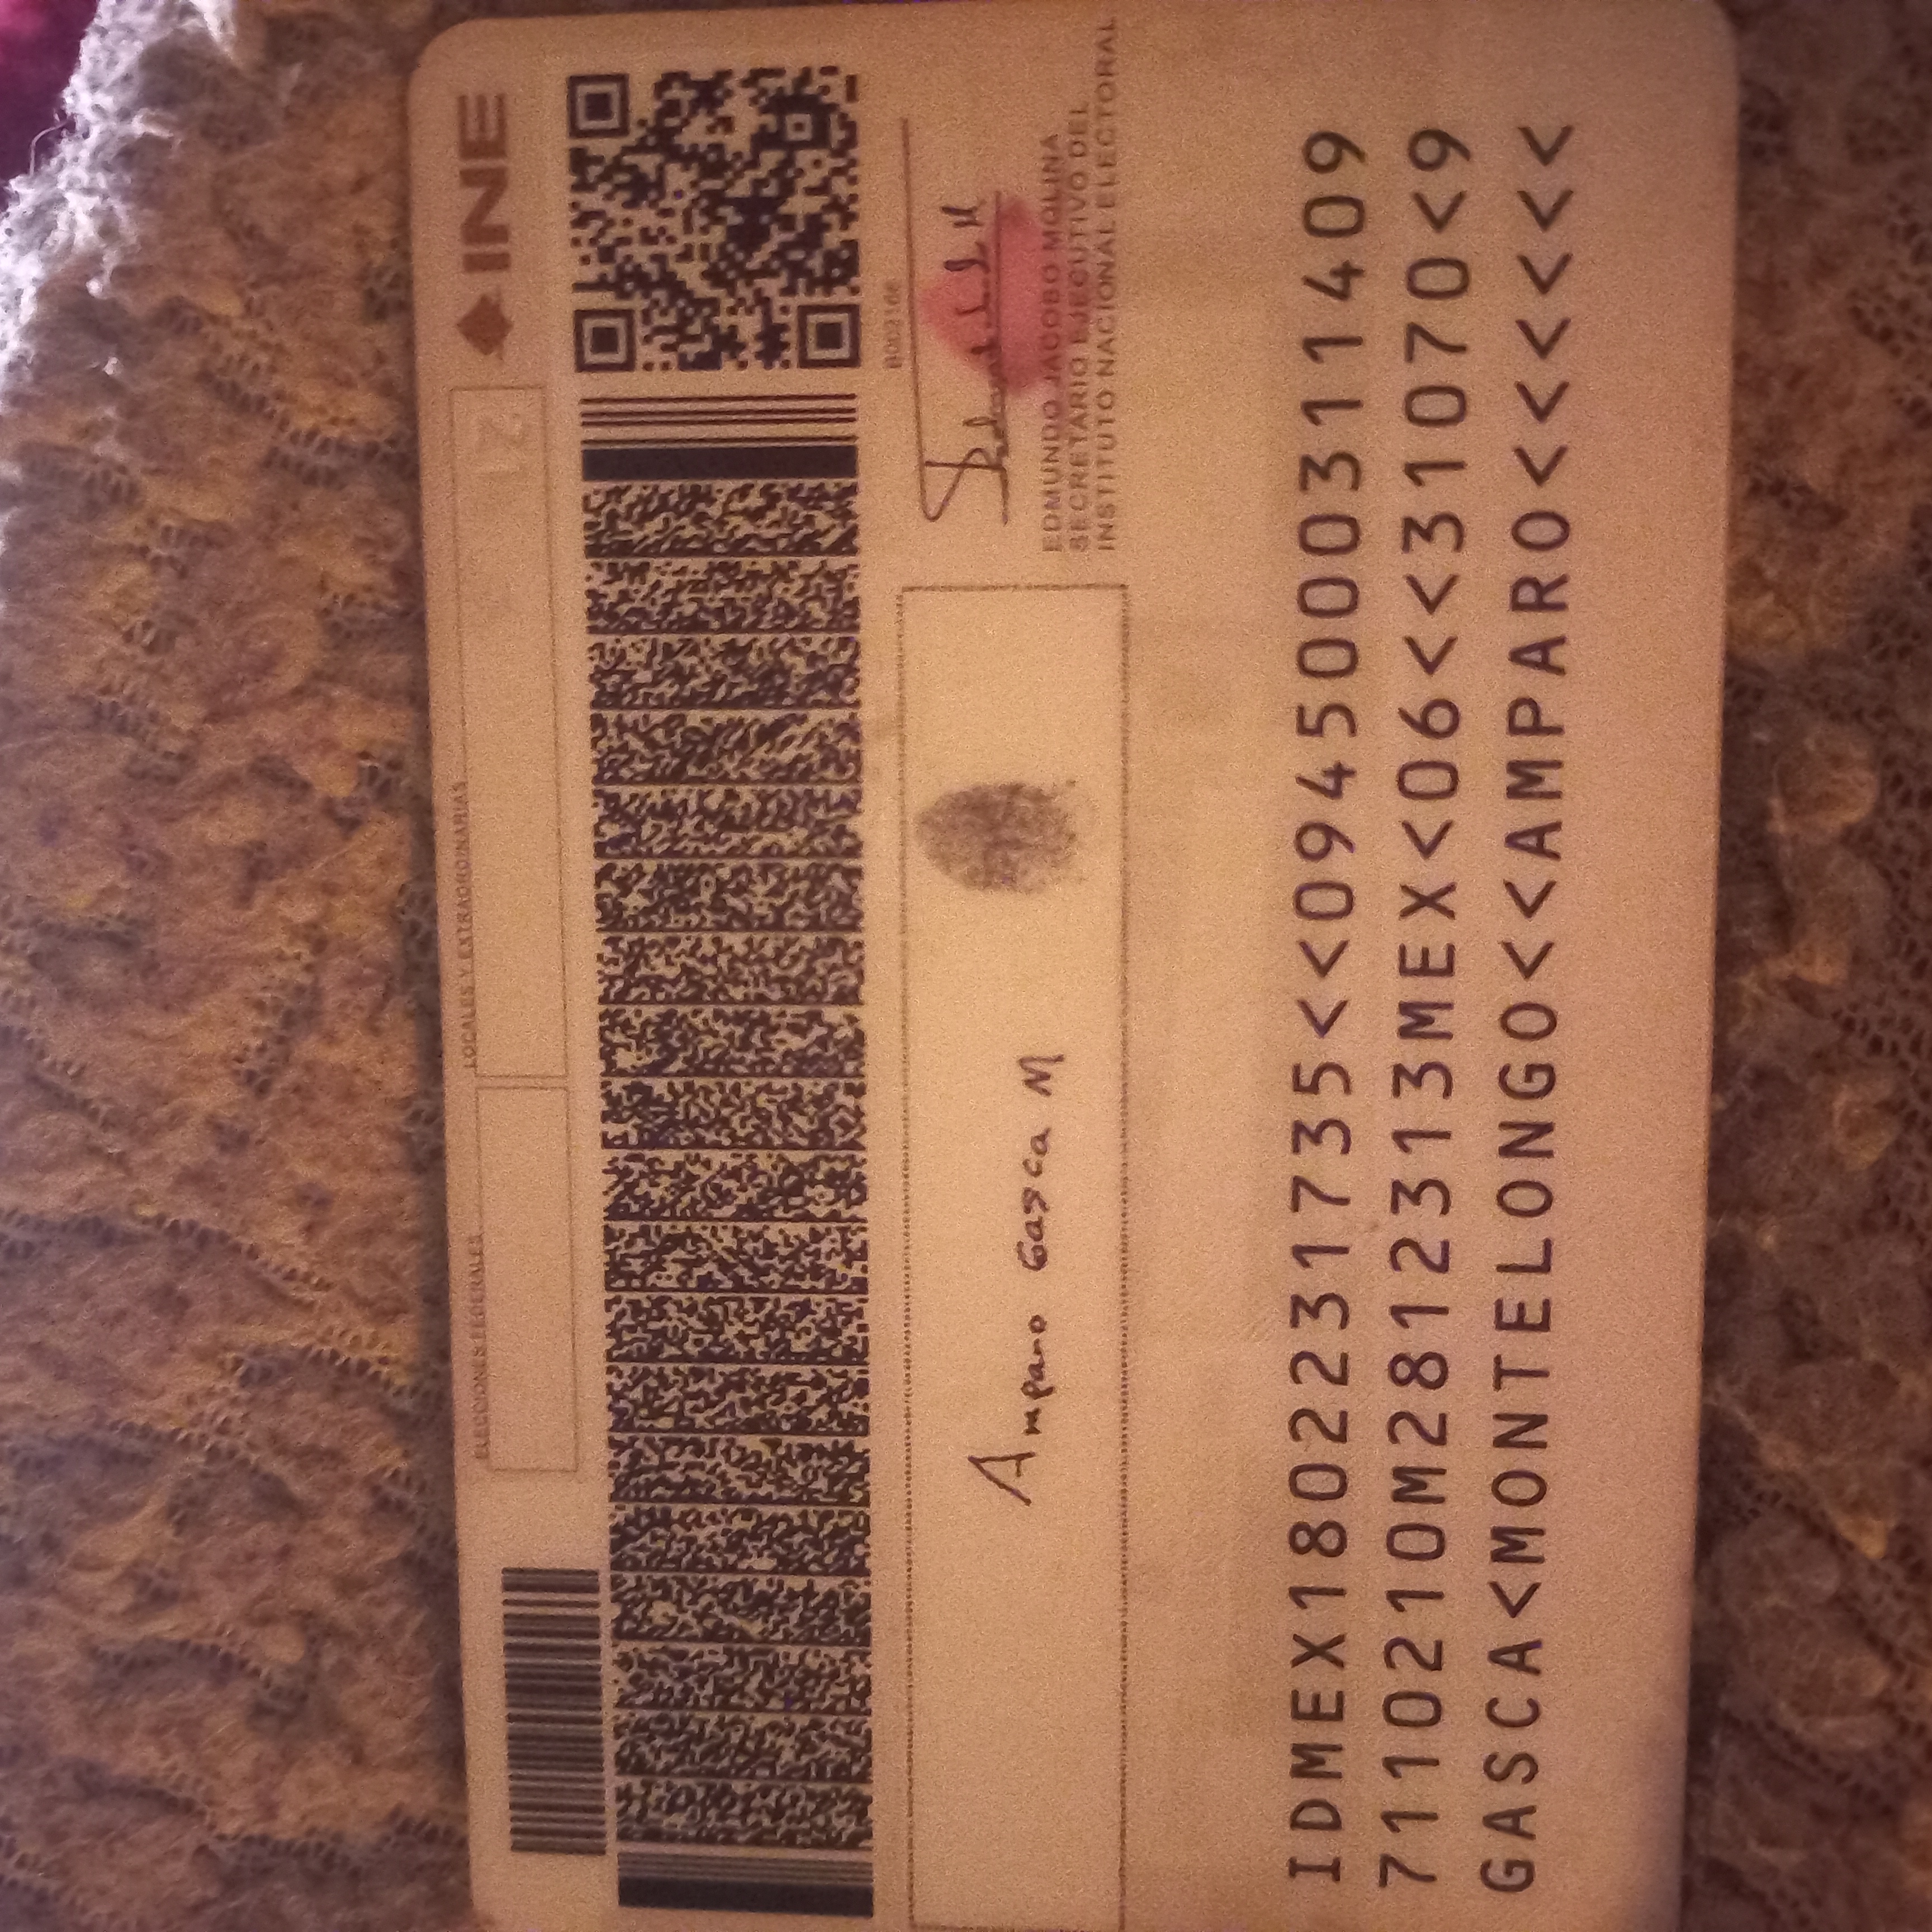 INE
ELECCIONES FEDERALES
LOCALES Y EXTRAORDINARIAS
21
Amparo Gasca M
EDMUNDO JACOBO MOLINA
SECRETARIO EJECUTIVO DEL
INSTITUTO NACIONAL ELECTORAL
IDMEX1802231735<<0945000311409
7110210M2812313MEX<06<<31070<9
GASCA<MONTELONGO<<AMPARO<<<<<<